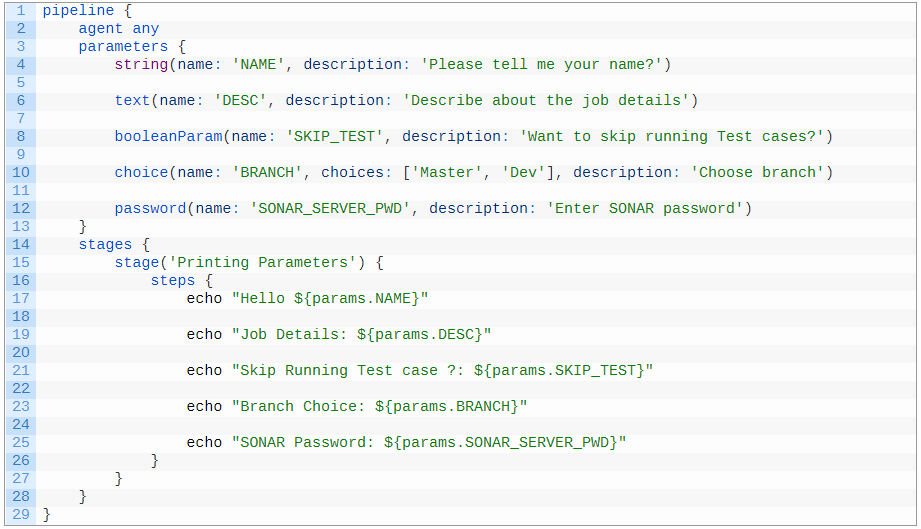 1 pipeline {
2     agent any
3     parameters {
4         string(name: 'NAME', description: 'Please tell me your name?')
5
6         text(name: 'DESC', description: 'Describe about the job details')
7
8         booleanParam(name: 'SKIP_TEST', description: 'Want to skip running Test cases?')
9
10         choice(name: 'BRANCH', choices: ['Master', 'Dev'], description: 'Choose branch')
11
12         password(name: 'SONAR_SERVER_PWD', description: 'Enter SONAR password')
13     }
14     stages {
15         stage('Printing Parameters') {
16             steps {
17                 echo "Hello ${params.NAME}"
18
19                 echo "Job Details: ${params.DESC}"
20
21                 echo "Skip Running Test case ?: ${params.SKIP_TEST}"
22
23                 echo "Branch Choice: ${params.BRANCH}"
24
25                 echo "SONAR Password: ${params.SONAR_SERVER_PWD}"
26             }
27         }
28     }
29 }